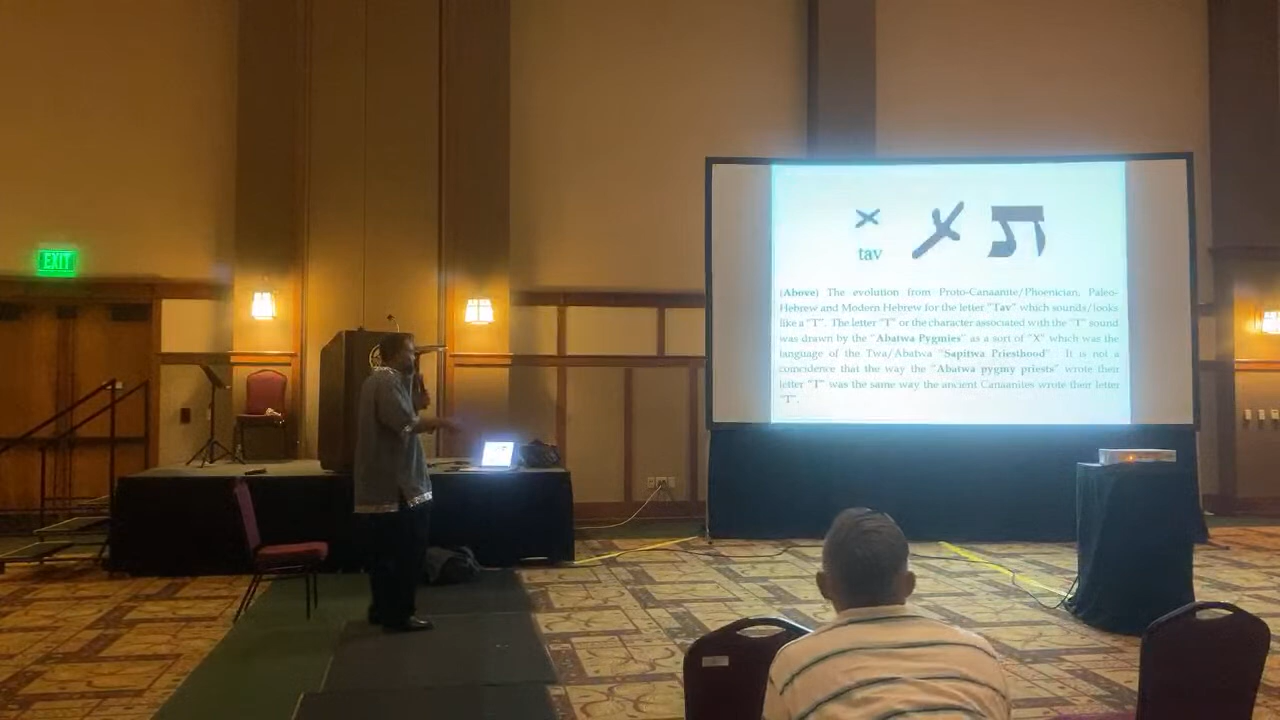 EXIT
ת
tav
(Above) The evolution from Proto-Canaanite/Phoenician, Paleo-
Hebrew and Modern Hebrew for the letter "Tav" which sounds/looks
like a "T". The letter "T" or the character associated with the "T" sound
was drawn by the "Abatwa Pygmies" as a sort of "X" which was the
language of the Twa/Abatwa "Sapitwa Priesthood". It is not a
coincidence that the way the "Abatwa pygmy priests" wrote their
letter "T" was the same way the ancient Canaanites wrote their letter
"T".